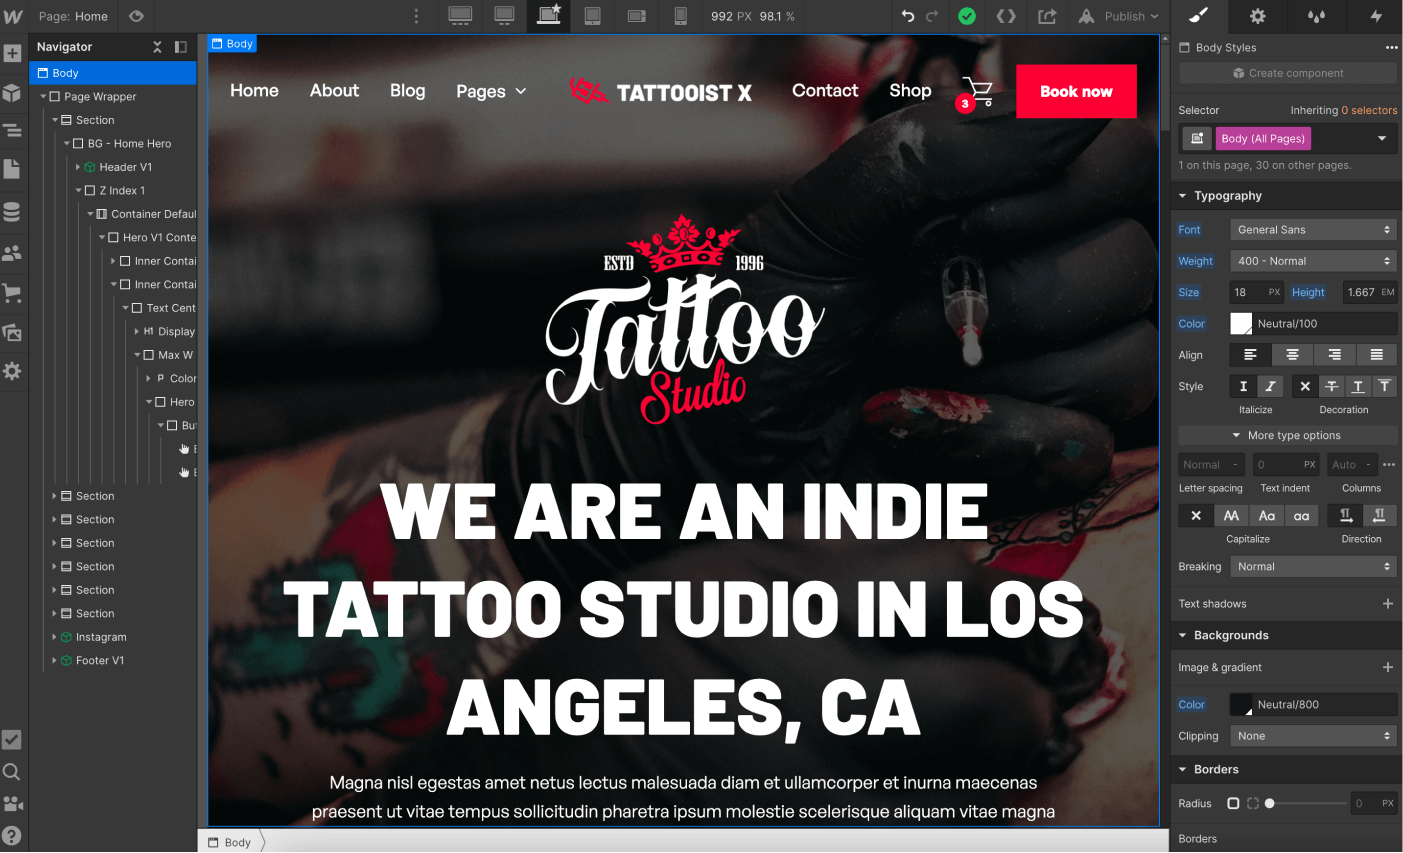 Page: Home
992 PX 98.1 %
Publish
Navigator
Body
Page Wrapper
Section
BG - Home Hero
Header V1
Z Index 1
Container Defaul
Hero V1 Conte
Inner Contai
Inner Contai
Text Cent
H1 Display
Max W
P Color
Hero
But
Section
Section
Section
Section
Section
Section
Instagram
Footer V1
Body
Home
About
Blog
Pages
TATTOOIST X
Contact
Shop
3
Book now
ESTD 1996
Tattoo
Studio
WE ARE AN INDIE
TATTOO STUDIO IN LOS
ANGELES, CA
Magna nisl egestas amet netus lectus malesuada diam et ullamcorper et inurna maecenas
praesent ut vitae tempus sollicitudin pharetra ipsum molestie scelerisque aliquam vitae magna
Body
Body Styles
Create component
Selector Inheriting 0 selectors
Body (All Pages)
1 on this page, 30 on other pages.
Typography
Font General Sans
Weight 400 - Normal
Size 18 PX Height 1.667 EM
Color Neutral/100
Align
Style
Italicize Decoration
More type options
Normal - 0 PX Auto -
Letter spacing Text indent Columns
AA Aa aa
Capitalize Direction
Breaking Normal
Text shadows
Backgrounds
Image & gradient
Color Neutral/800
Clipping None
Borders
Radius 0 PX
Borders